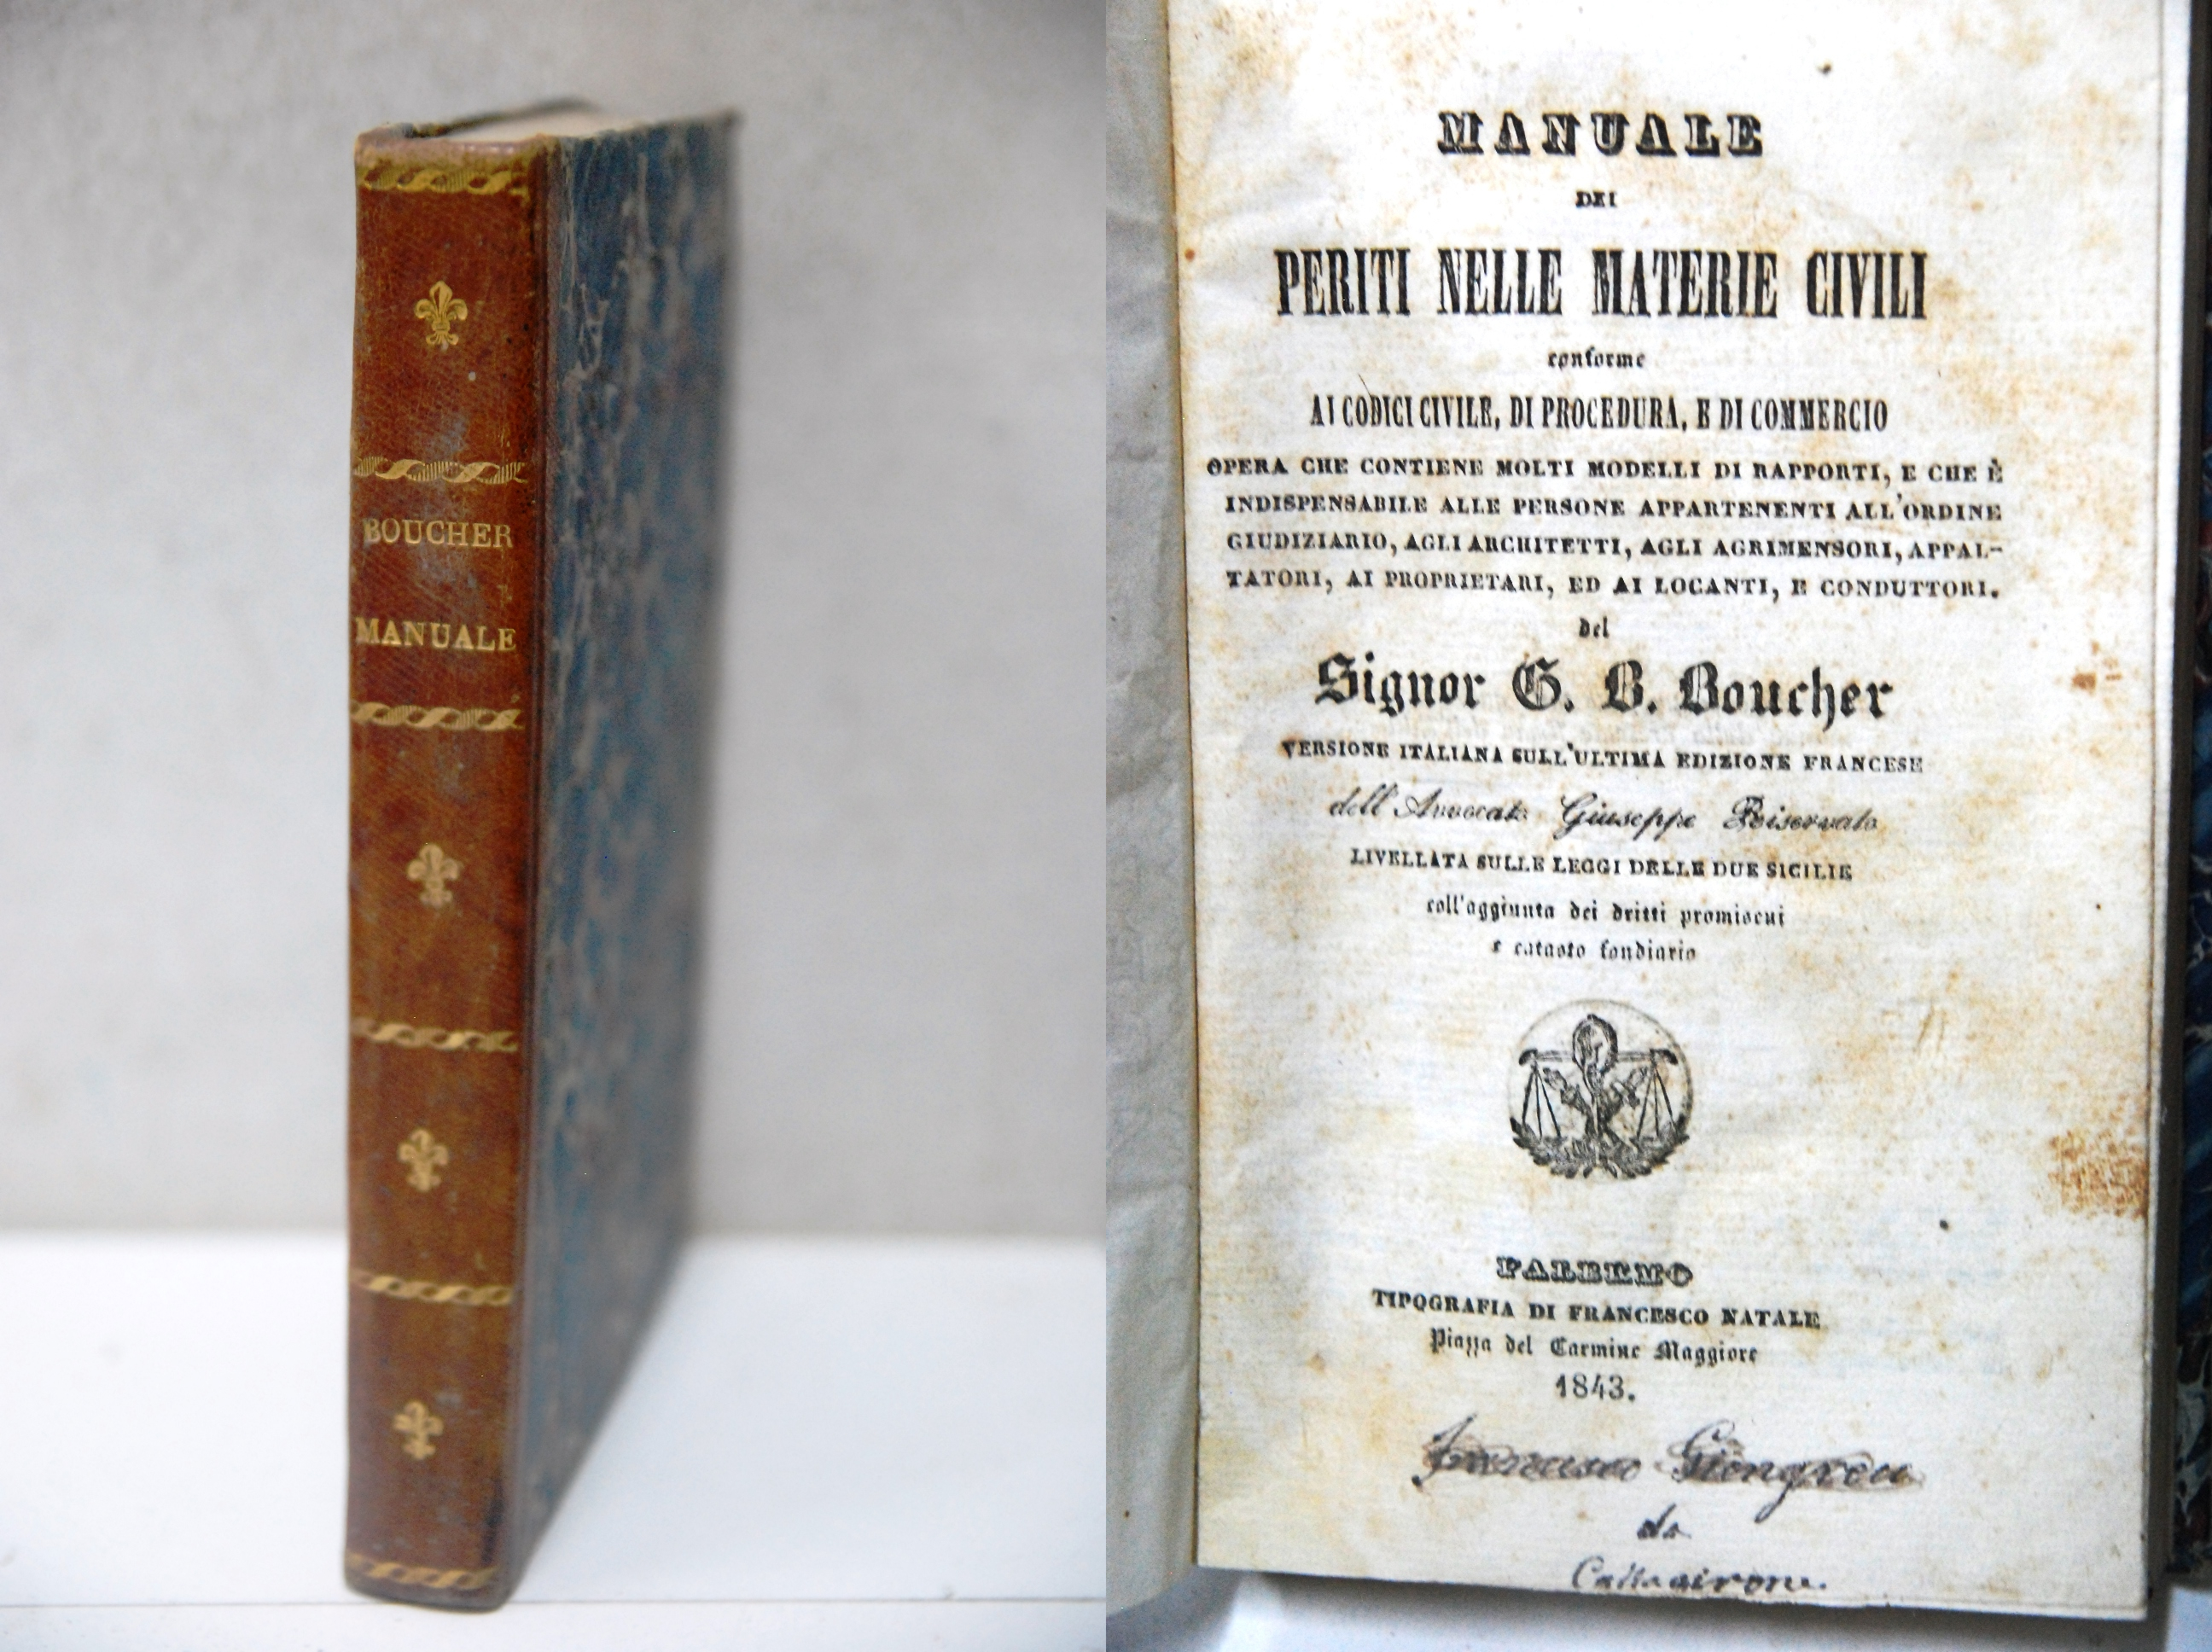 BOUCHER
MANUALE
MANUALE
DEI
PERITI NELLE MATERIE CIVILI
conforme
AI CODICI CIVILE, DI PROCEDURA, E DI COMMERCIO
OPERA CHE CONTIENE MOLTI MODELLI DI RAPPORTI, E CHE È
INDISPENSABILE ALLE PERSONE APPARTENENTI ALL'ORDINE
GIUDIZIARIO, AGLI ARCHITETTI, AGLI AGRIMENSORI, APPAL-
TATORI, AI PROPRIETARI, ED AI LOCANTI, E CONDUTTORI.
del
Signor G. B. Boucher
VERSIONE ITALIANA SULL'ULTIMA EDIZIONE FRANCESE
dell'Avvocato Giuseppe
LIVELLATA SULLE LEGGI DELLE DUE SICILIE
coll'aggiunta dei dritti promiscui
e catasto fondiario
PALERMO
TIPOGRAFIA DI FRANCESCO NATALE
Piazza del Carmine Maggiore
1843.
da
Caltagirone.